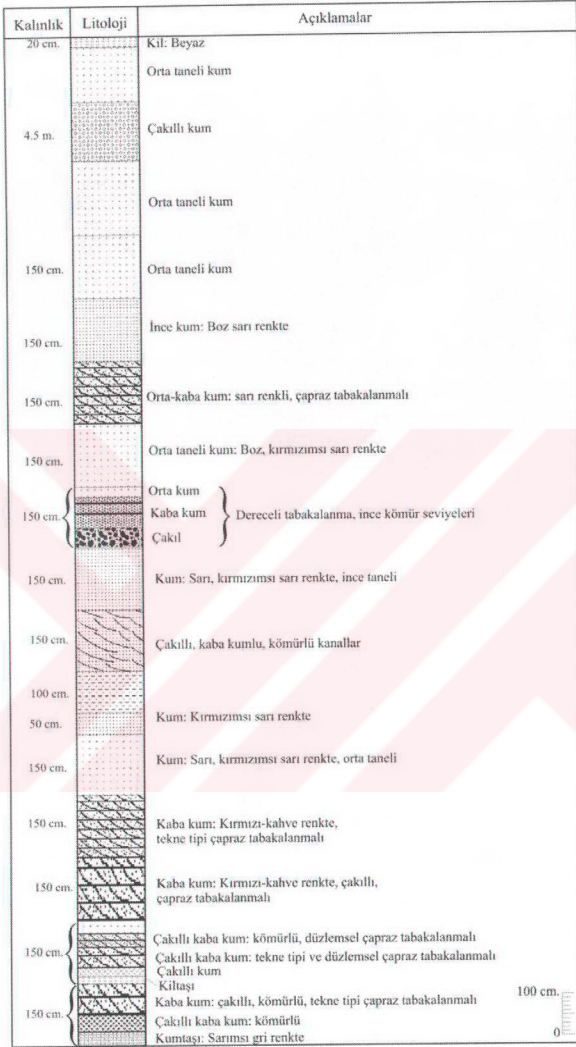 Kalınlık Litoloji Açıklamalar
20 cm. Kil: Beyaz
Orta taneli kum
4.5 m. Çakıllı kum
Orta taneli kum
150 cm. Orta taneli kum
İnce kum: Boz sarı renkte
150 cm.
150 cm. Orta-kaba kum: sarı renkli, çapraz tabakalanmalı
150 cm. Orta taneli kum: Boz, kırmızımsı sarı renkte
Orta kum
150 cm. Kaba kum Dereceli tabakalanma, ince kömür seviyeleri
Çakıl
150 cm. Kum: Sarı, kırmızımsı sarı renkte, ince taneli
150 cm. Çakıllı, kaba kumlu, kömürlü kanallar
100 cm.
50 cm. Kum: Kırmızımsı sarı renkte
150 cm. Kum: Sarı, kırmızımsı sarı renkte, orta taneli
150 cm. Kaba kum: Kırmızı-kahve renkte,
tekne tipi çapraz tabakalanmalı
150 cm. Kaba kum: Kırmızı-kahve renkte, çakıllı,
çapraz tabakalanmalı
Çakıllı kaba kum: kömürlü, düzlemsel çapraz tabakalanmalı
150 cm. Çakıllı kaba kum: tekne tipi ve düzlemsel çapraz tabakalanmalı
Çakıllı kum
Kiltaşı
Kaba kum: çakıllı, kömürlü, tekne tipi çapraz tabakalanmalı
150 cm. Çakıllı kaba kum: kömürlü
Kumtaşı: Sarımsı gri renkte
100 cm.
0